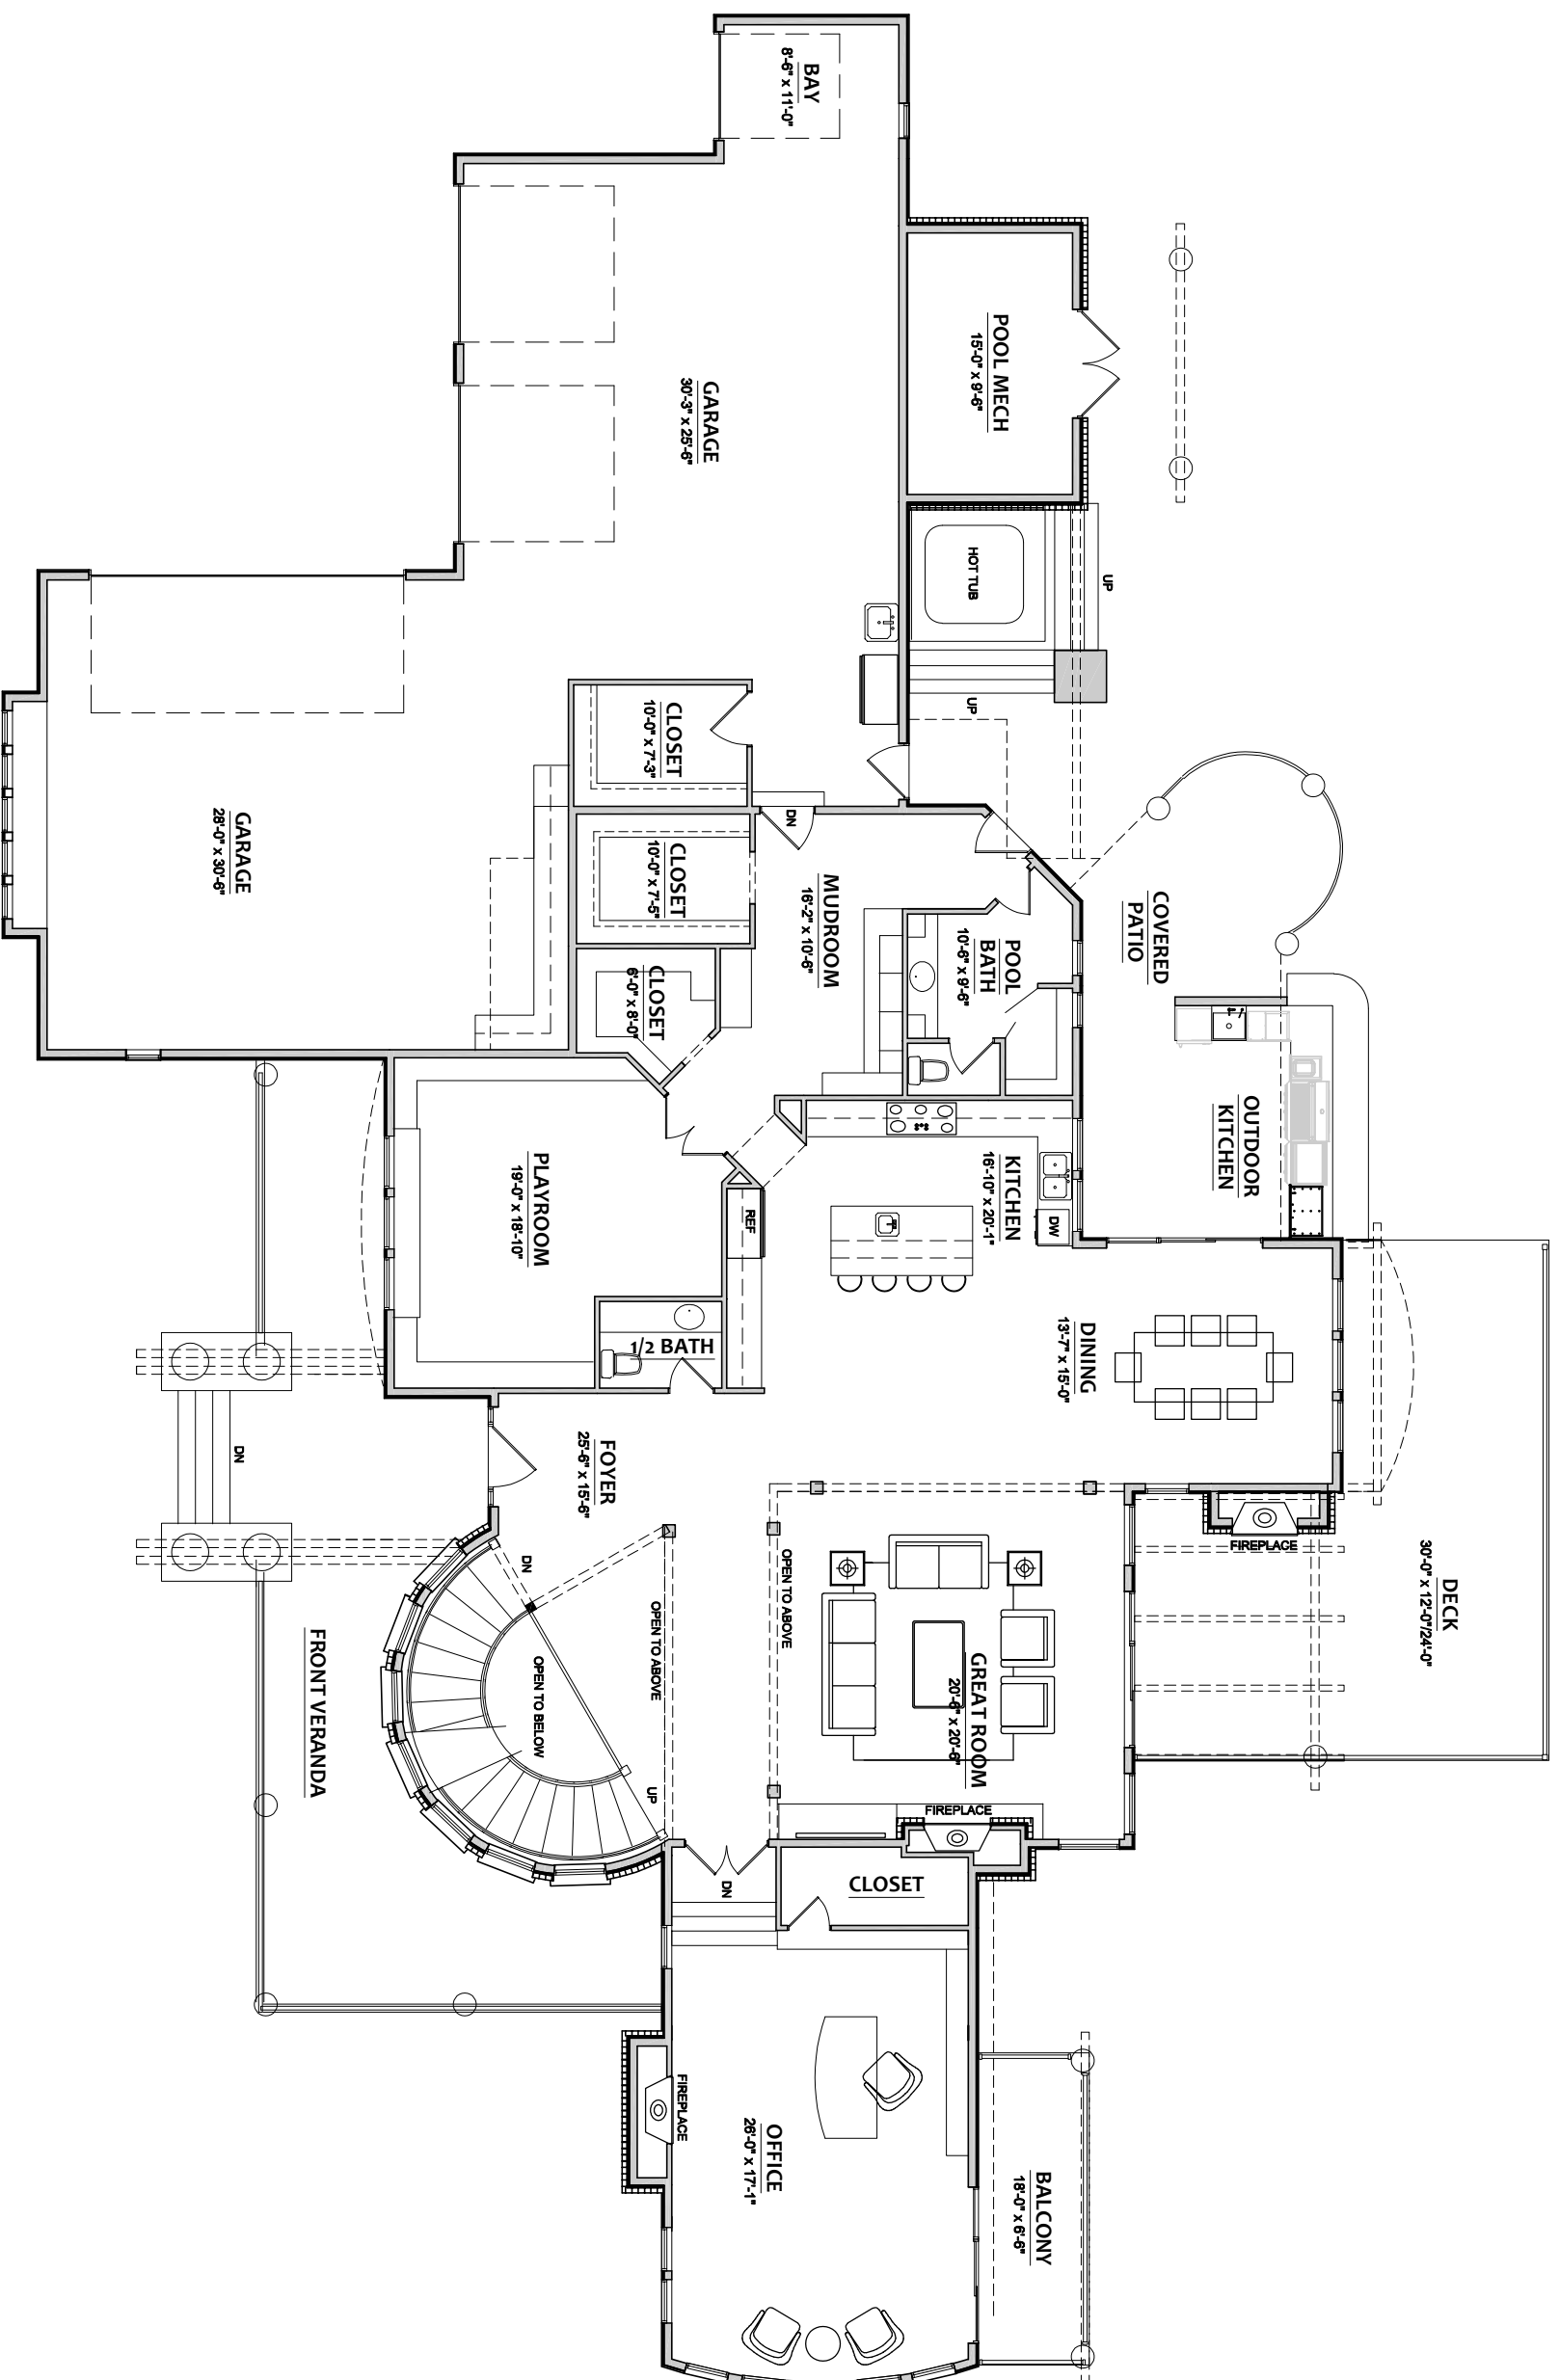 BAY
8'-6" x 11'-0"
POOL MECH
15'-0" x 9'-6"
GARAGE
30'-3" x 25'-6"
HOT TUB
UP
UP
CLOSET
10'-0" x 7'-3"
DN
GARAGE
28'-0" x 30'-6"
CLOSET
10'-0" x 7'-5"
MUDROOM
16'-2" x 10'-6"
POOL
BATH
10'-6" x 9'-6"
COVERED
PATIO
CLOSET
6'-0" x 8'-0"
OUTDOOR
KITCHEN
PLAYROOM
19'-0" x 18'-10"
KITCHEN
16'-10" x 20'-1"
REF
DW
1/2 BATH
DINING
13'-7" x 15'-0"
DN
FOYER
25'-6" x 15'-6"
FIREPLACE
DECK
30'-0" x 12'-0"/24'-0"
DN
OPEN TO ABOVE
OPEN TO ABOVE
OPEN TO BELOW
FRONT VERANDA
GREAT ROOM
20'-6" x 20'-6"
UP
FIREPLACE
DN
CLOSET
FIREPLACE
OFFICE
26'-0" x 17'-1"
BALCONY
18'-0" x 6'-6"